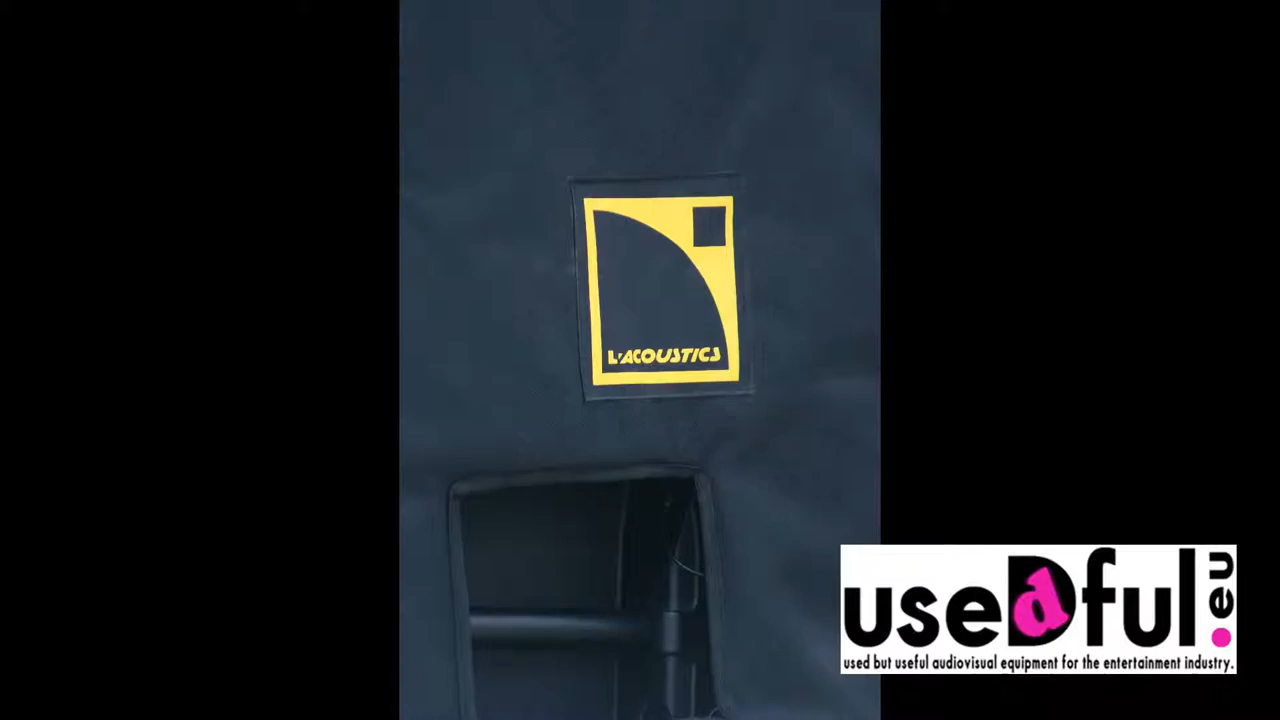 L-ACOUSTICS
useDful.eu
used but useful audiovisual equipment for the entertainment industry.